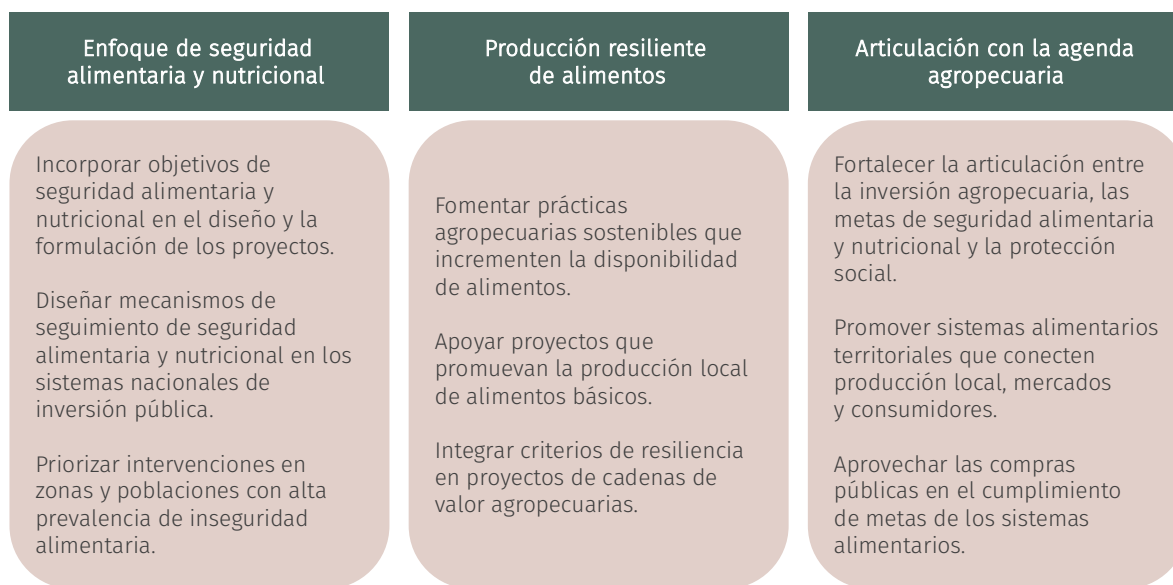 Enfoque de seguridad
alimentaria y nutricional
Incorporar objetivos de
seguridad alimentaria y
nutricional en el diseño y la
formulación de los proyectos.
Diseñar mecanismos de
seguimiento de seguridad
alimentaria y nutricional en los
sistemas nacionales de
inversión pública.
Priorizar intervenciones en
zonas y poblaciones con alta
prevalencia de inseguridad
alimentaria.
Producción resiliente
de alimentos
Fomentar prácticas
agropecuarias sostenibles que
incrementen la disponibilidad
de alimentos.
Apoyar proyectos que
promuevan la producción local
de alimentos básicos.
Integrar criterios de resiliencia
en proyectos de cadenas de
valor agropecuarias.
Articulación con la agenda
agropecuaria
Fortalecer la articulación entre
la inversión agropecuaria, las
metas de seguridad alimentaria
y nutricional y la protección
social.
Promover sistemas alimentarios
territoriales que conecten
producción local, mercados
y consumidores.
Aprovechar las compras
públicas en el cumplimiento
de metas de los sistemas
alimentarios.